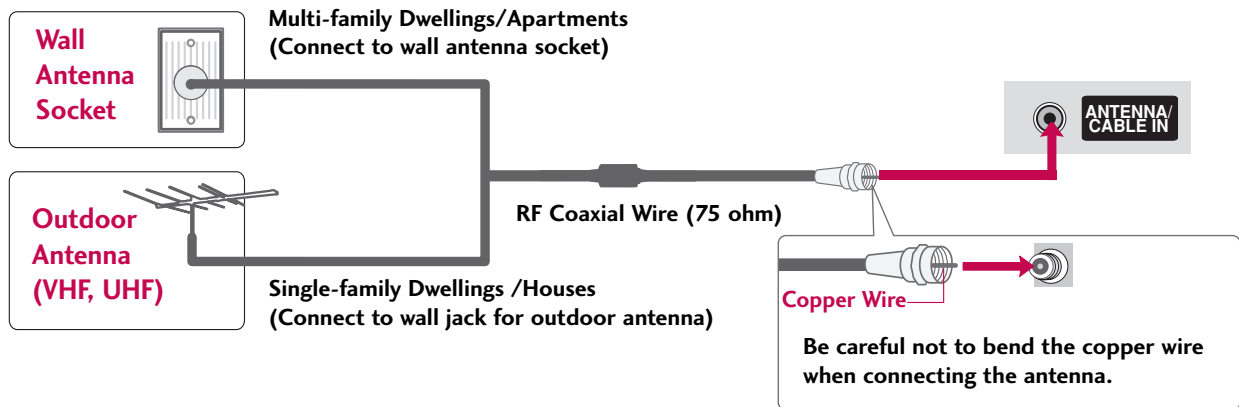 Wall
Antenna
Socket
Multi-family Dwellings/Apartments
(Connect to wall antenna socket)
ANTENNA/
CABLE IN
Outdoor
Antenna
(VHF, UHF)
RF Coaxial Wire (75 ohm)
Single-family Dwellings /Houses
(Connect to wall jack for outdoor antenna)
Copper Wire
Be careful not to bend the copper wire
when connecting the antenna.